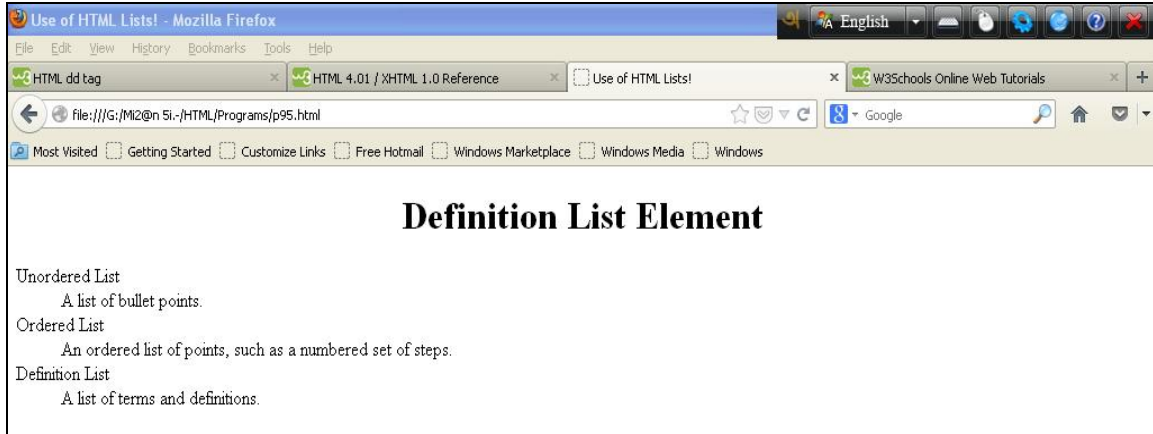 Use of HTML Lists! - Mozilla Firefox
অ English
File Edit View History Bookmarks Tools Help
HTML dd tag × HTML 4.01 / XHTML 1.0 Reference × Use of HTML Lists! × W3Schools Online Web Tutorials × +
file:///G:/Mi2@n 5i.-/HTML/Programs/p95.html Google
Most Visited Getting Started Customize Links Free Hotmail Windows Marketplace Windows Media Windows
Definition List Element
Unordered List
A list of bullet points.
Ordered List
An ordered list of points, such as a numbered set of steps.
Definition List
A list of terms and definitions.